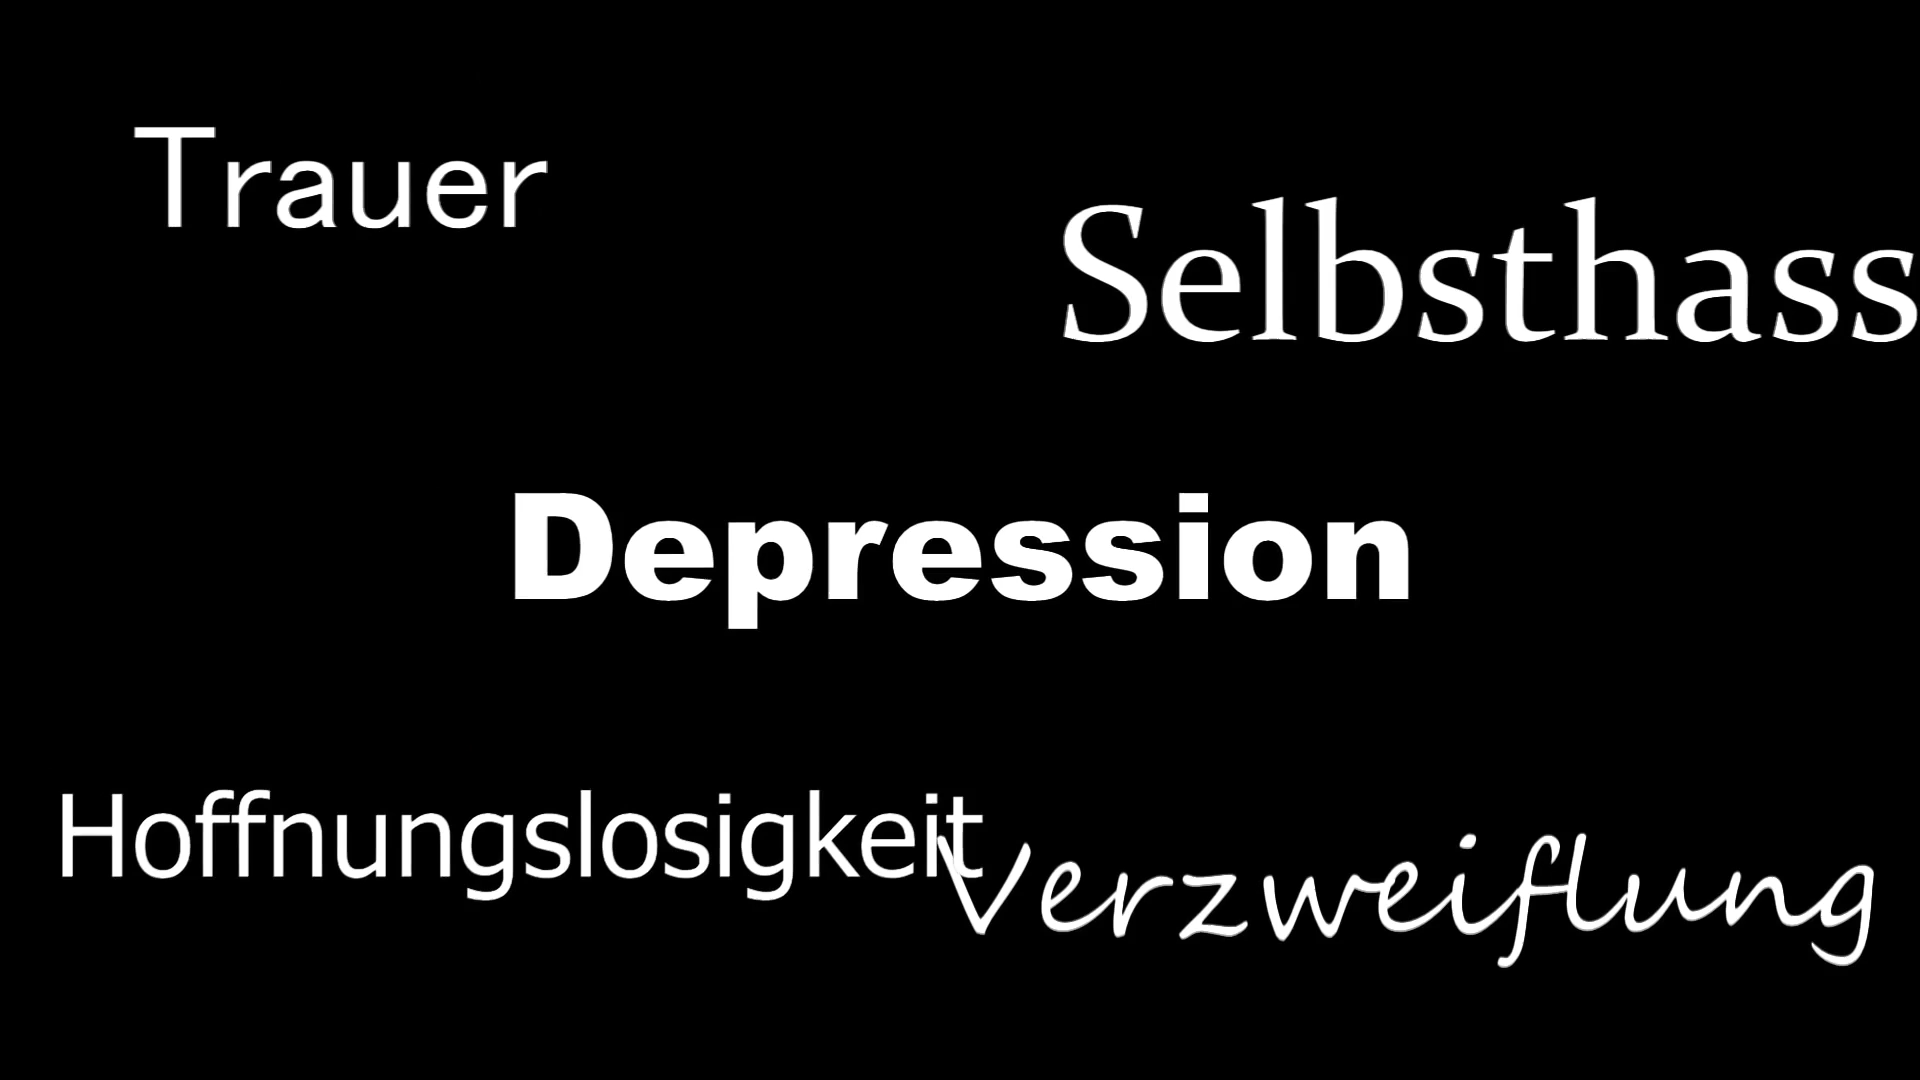 Trauer
Selbsthass
Depression
Hoffnungslosigkeit
Verzweiflung